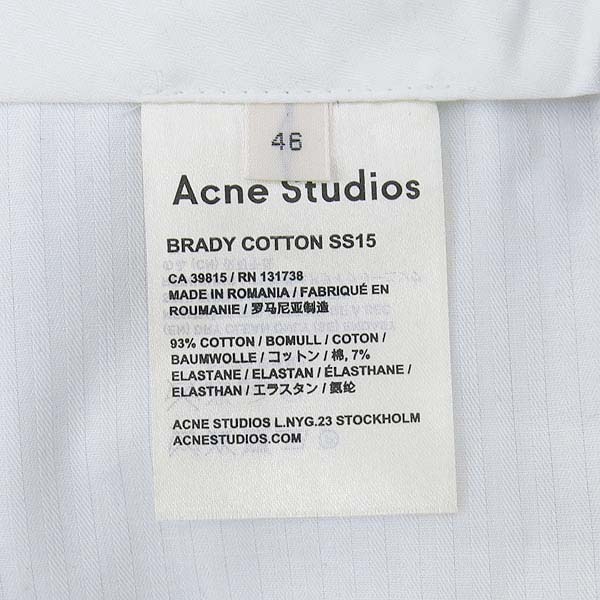 46
Acne Studios
BRADY COTTON SS15
CA 39815 / RN 131738
MADE IN ROMANIA / FABRIQUÉ EN
ROUMANIE / 罗马尼亚制造
93% COTTON / BOMULL / COTON /
BAUMWOLLE / コットン / 棉, 7%
ELASTANE / ELASTAN / ÉLASTHANE /
ELASTHAN / エラスタン / 氨纶
ACNE STUDIOS L.NYG.23 STOCKHOLM
ACNESTUDIOS.COM